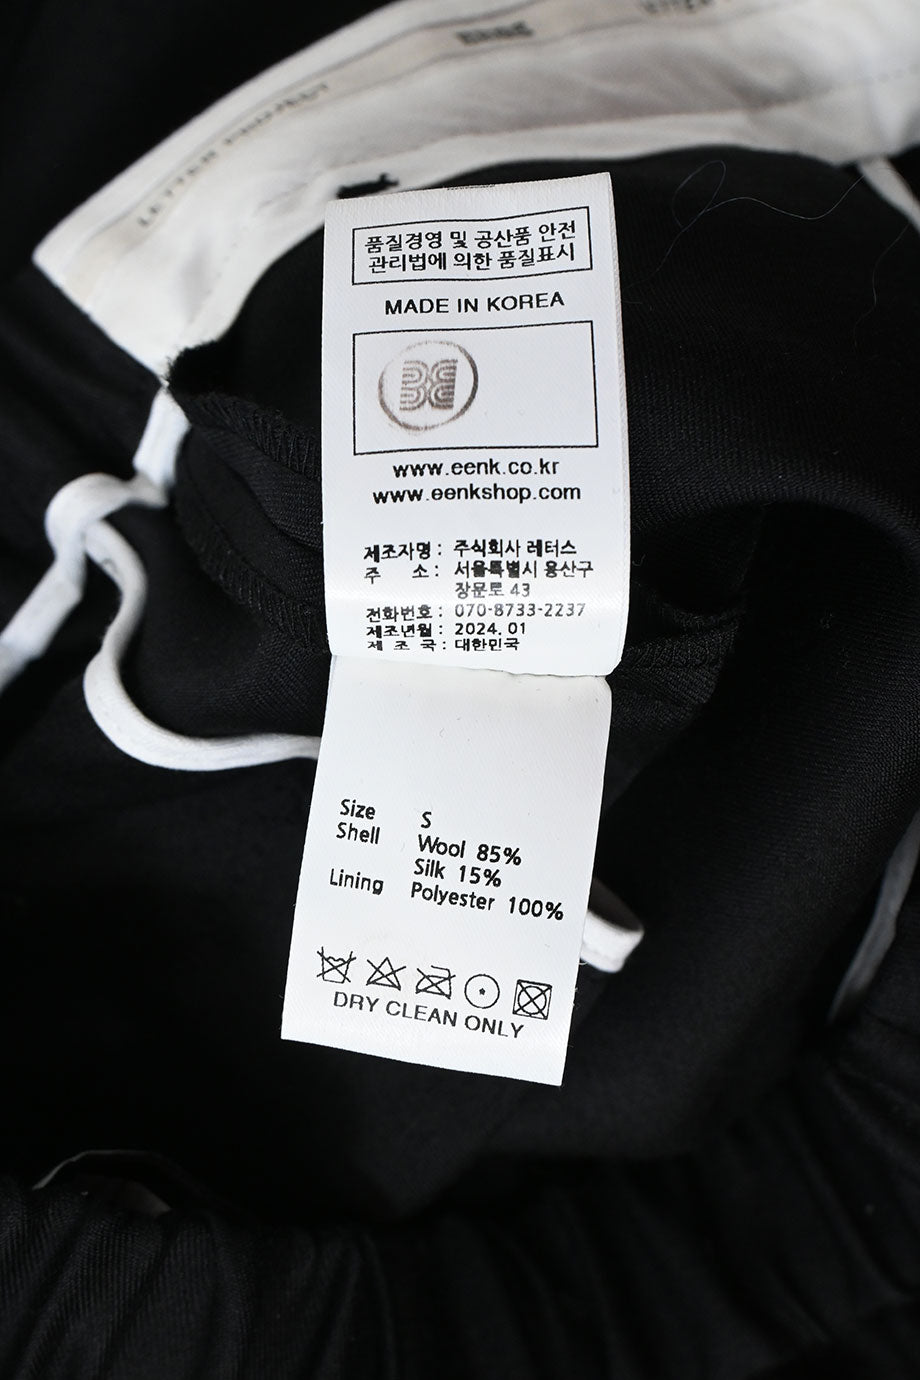 LETTER PROJECT
품질경영 및 공산품 안전
관리법에 의한 품질표시
MADE IN KOREA
www.eenk.co.kr
www.eenkshop.com
제조자명 : 주식회사 레터스
주 소 : 서울특별시 용산구
장문로 43
전화번호 : 070-8733-2237
제조년월 : 2024. 01
제 조 국 : 대한민국
Size S
Shell Wool 85%
Silk 15%
Lining Polyester 100%
DRY CLEAN ONLY